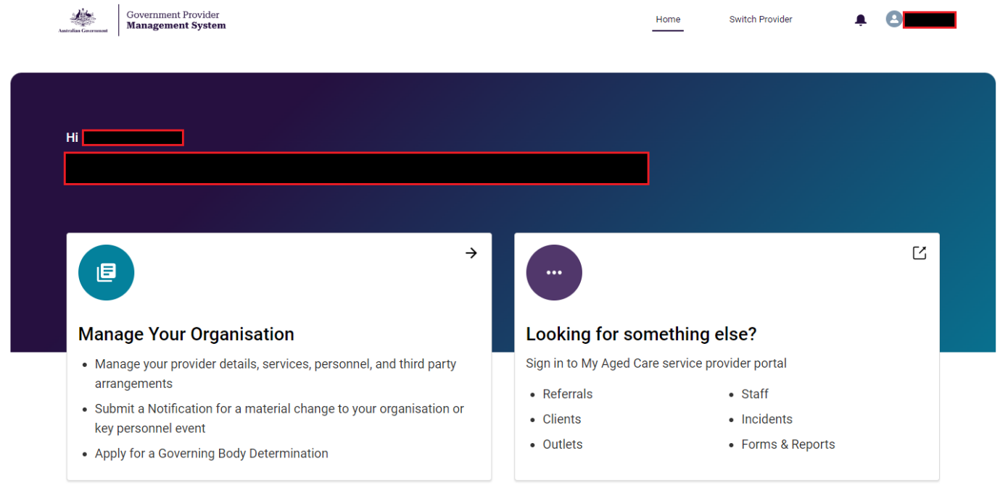 Australian Government
Government Provider
Management System
Home
Switch Provider
Hi
Manage Your Organisation
• Manage your provider details, services, personnel, and third party
arrangements
• Submit a Notification for a material change to your organisation or
key personnel event
• Apply for a Governing Body Determination
Looking for something else?
Sign in to My Aged Care service provider portal
• Referrals
• Clients
• Outlets
• Staff
• Incidents
• Forms & Reports